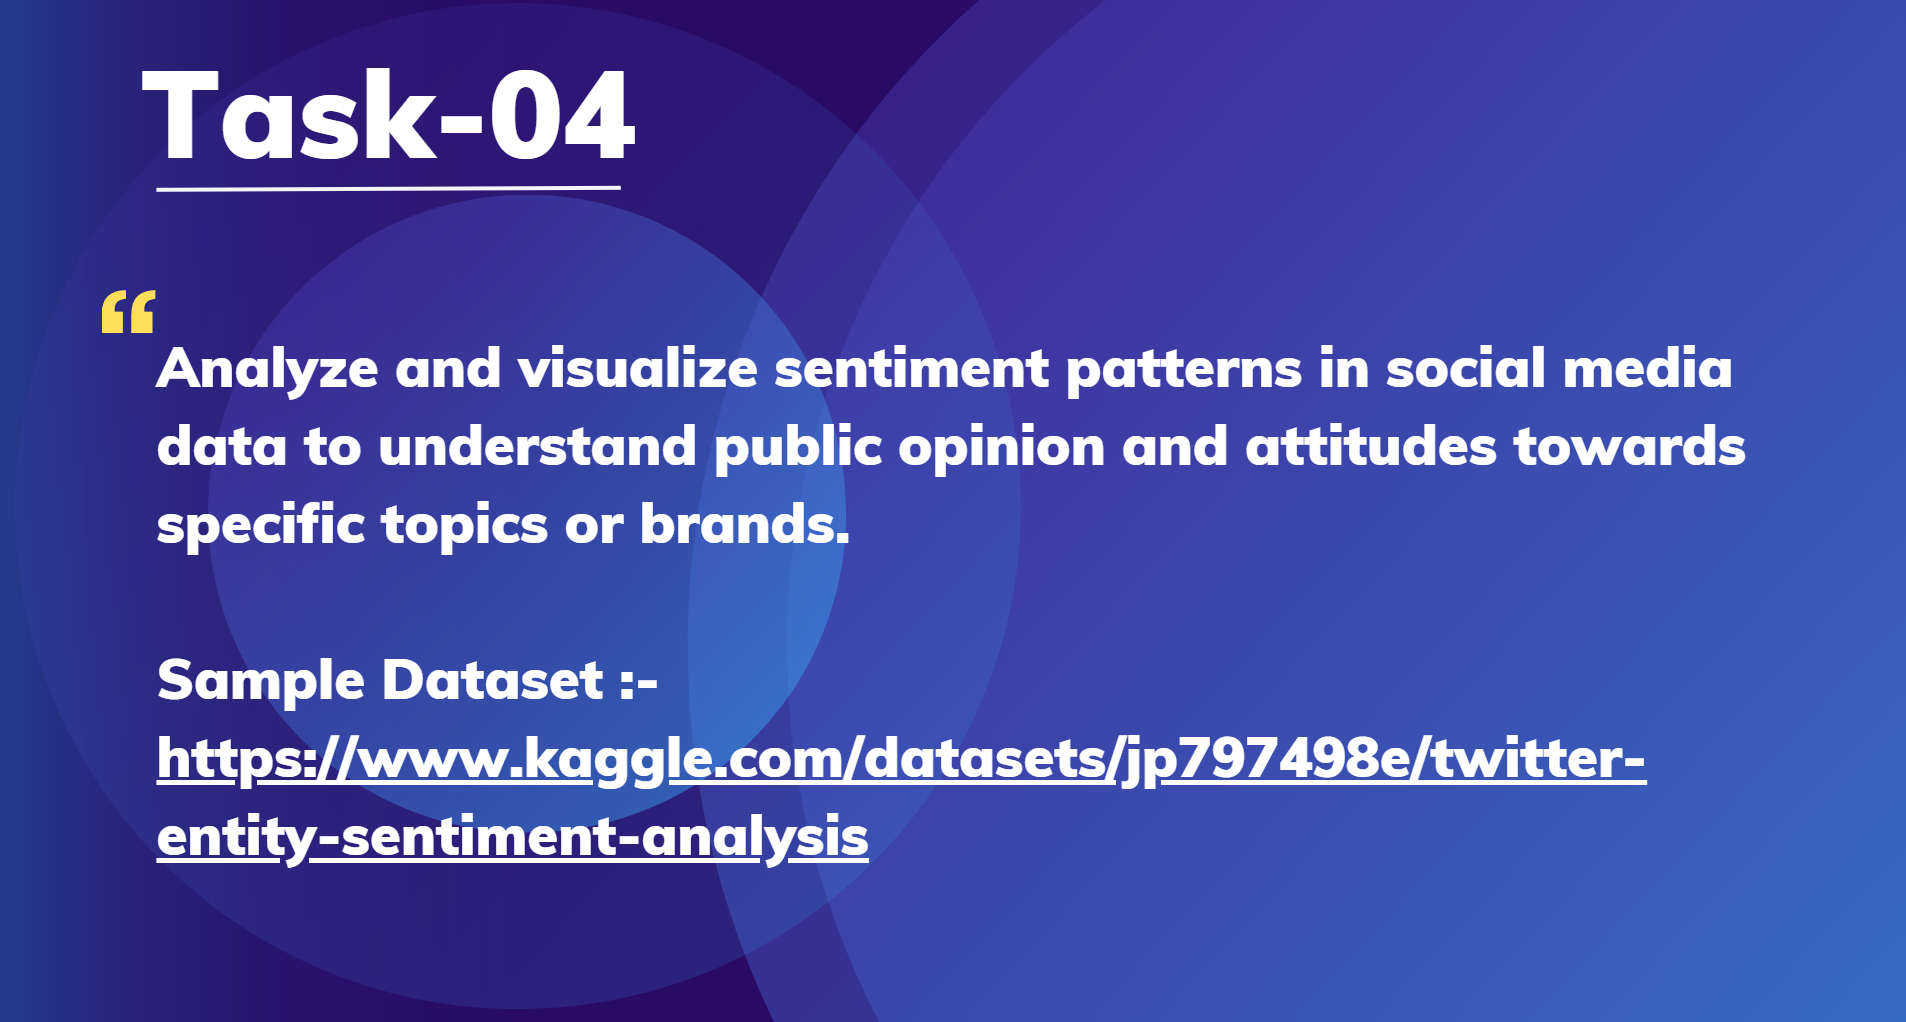 Task-04
“
Analyze and visualize sentiment patterns in social media
data to understand public opinion and attitudes towards
specific topics or brands.
Sample Dataset :-
https://www.kaggle.com/datasets/jp797498e/twitter-
entity-sentiment-analysis